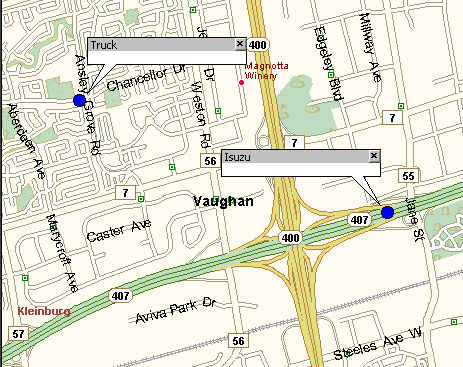 Truck
400
Je
Dr
Magnotta
Winery
Edgeley Blvd
Millway Ave
Chancellor Dr
Ansley Grove Rd
Weston Rd
Aberdeen Ave
7
7
56
Isuzu
55
7
Vaughan
407
Jane St
Caster Ave
400
Marycroft Ave
407
Kleinburg
Aviva Park Dr
57
56
Steeles Ave W